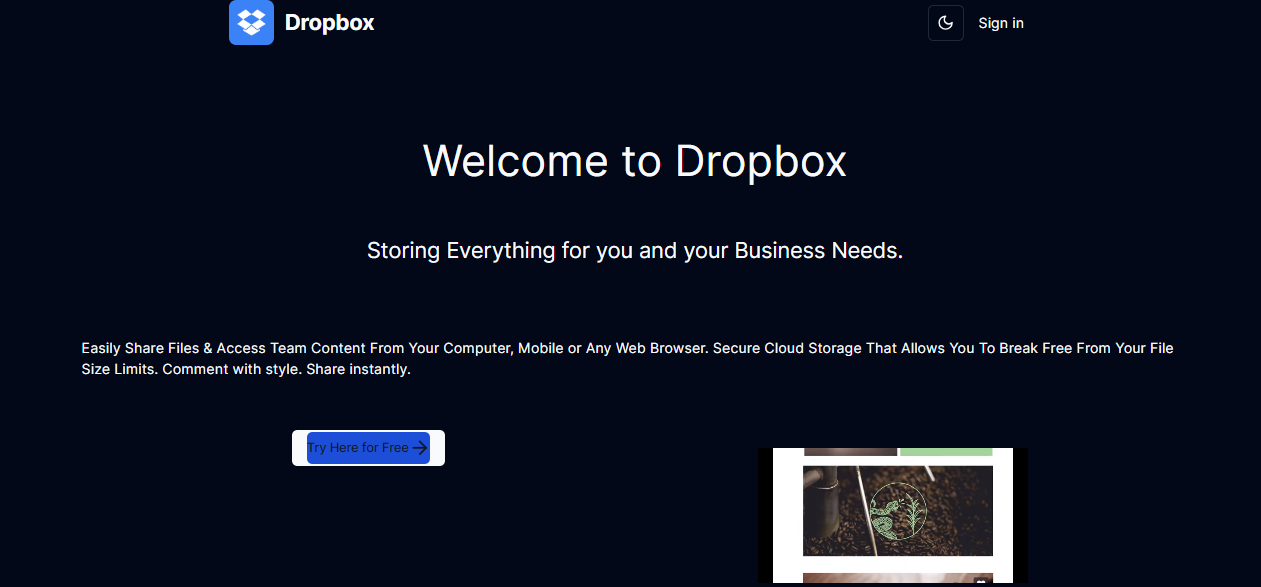 Dropbox
Sign in
Welcome to Dropbox
Storing Everything for you and your Business Needs.
Easily Share Files & Access Team Content From Your Computer, Mobile or Any Web Browser. Secure Cloud Storage That Allows You To Break Free From Your File
Size Limits. Comment with style. Share instantly.
Try Here for Free